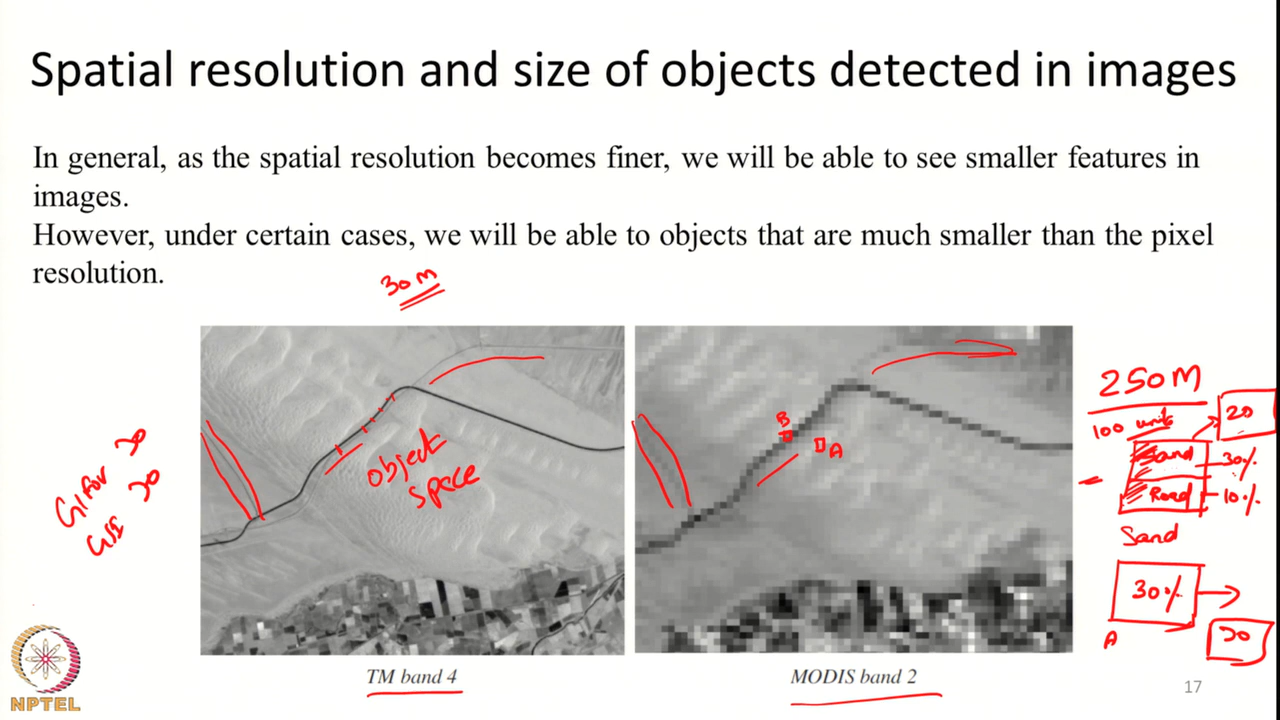 Spatial resolution and size of objects detected in images
In general, as the spatial resolution becomes finer, we will be able to see smaller features in
images.
However, under certain cases, we will be able to objects that are much smaller than the pixel
resolution.
30 m
object
space
B
A
250 M
100 units
20
Sand
30%
Road
10%
Sand
30%
A
30
TM band 4
MODIS band 2
NPTEL
17